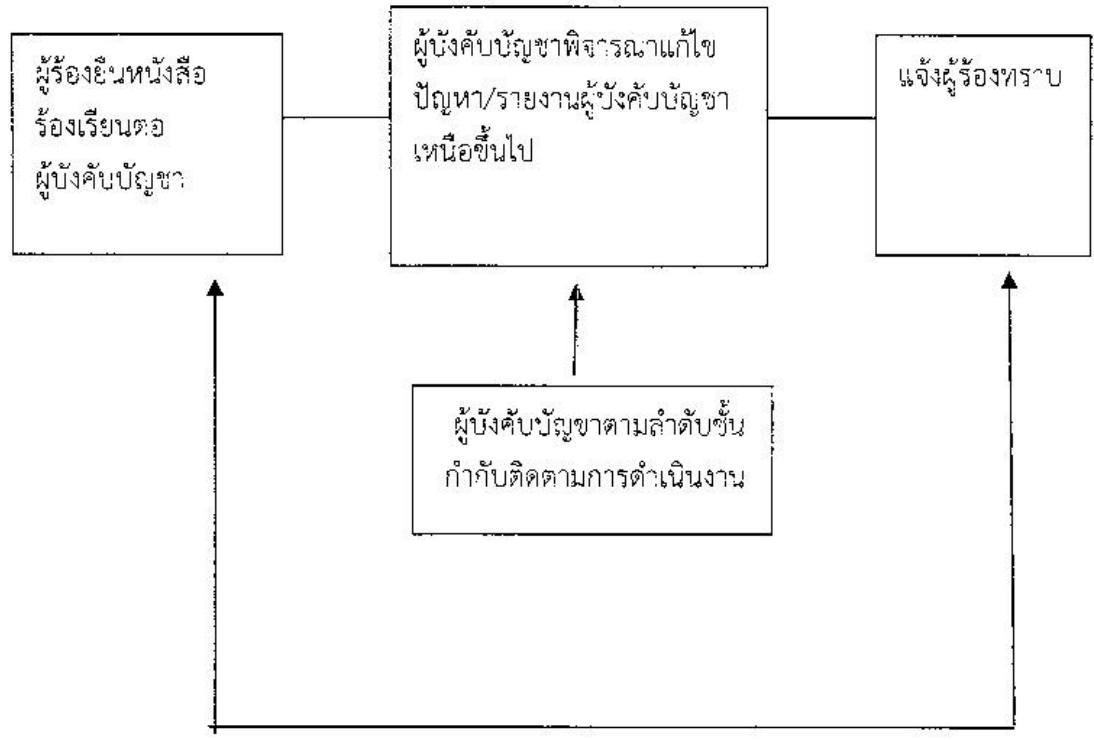 ผู้ร้องยื่นหนังสือ
ร้องเรียนตอ
ผู้บังคับบัญชา
ผู้บังคับบัญชาพิจารณาแก้ไข
ปัญหา/รายงานผู้บังคับบัญชา
เหนือขึ้นไป
แจ้งผู้ร้องทราบ
ผู้บังคับบัญชาตามลำดับชั้น
กำกับติดตามการดำเนินงาน